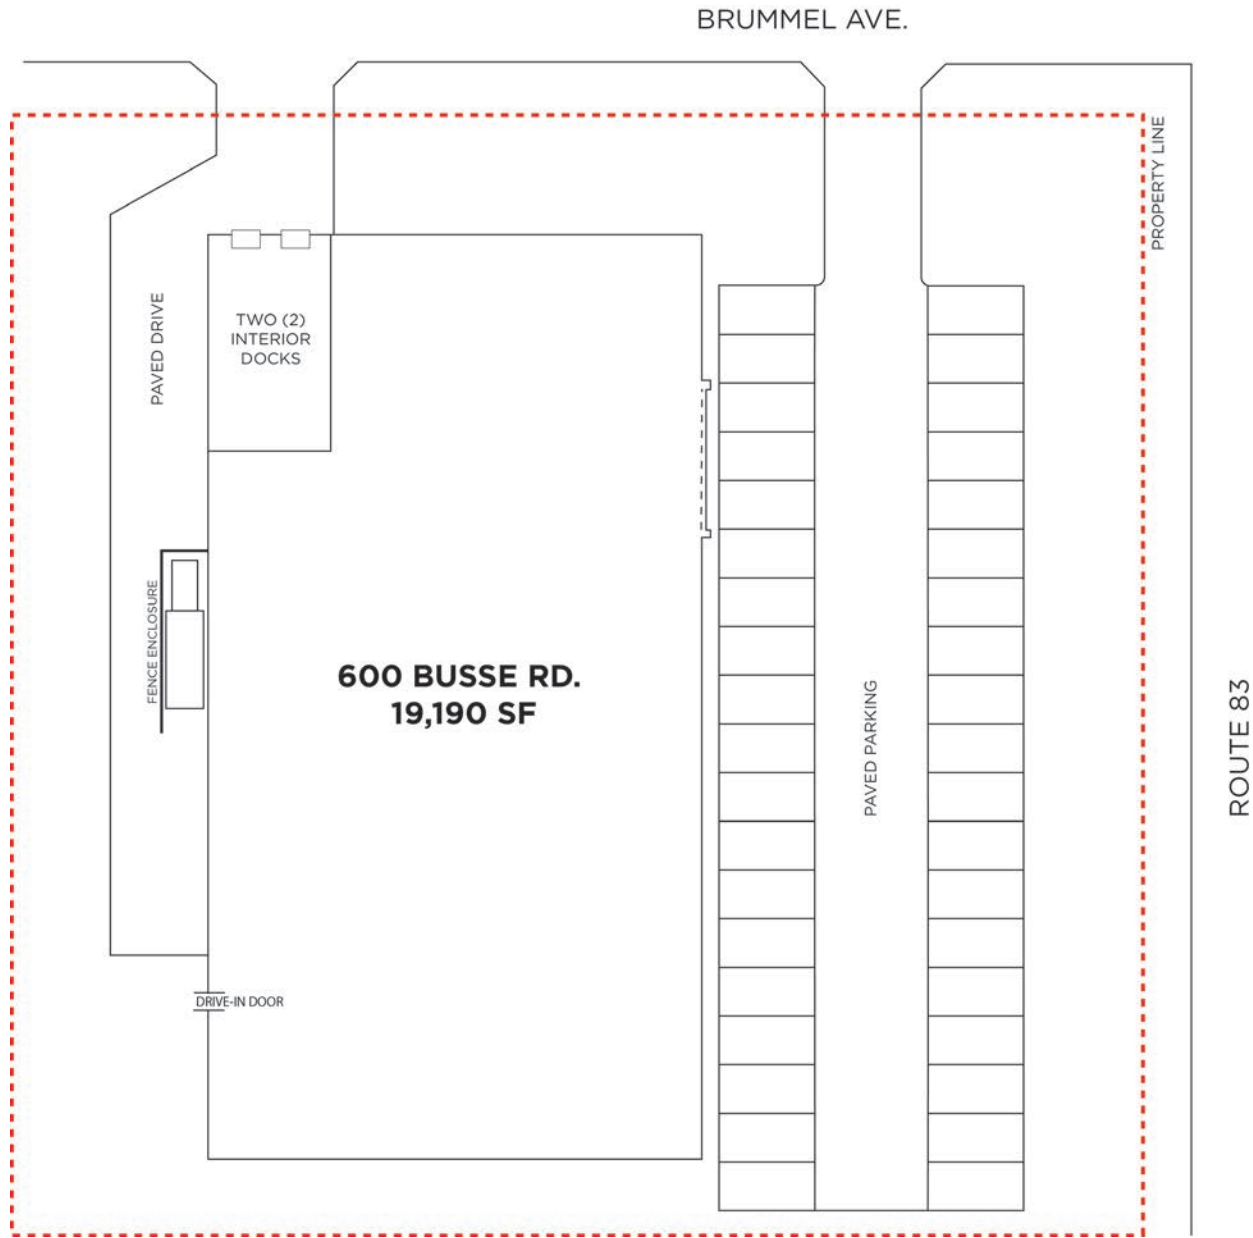 BRUMMEL AVE.
PROPERTY LINE
PAVED DRIVE
TWO (2)
INTERIOR
DOCKS
FENCE ENCLOSURE
600 BUSSE RD.
19,190 SF
PAVED PARKING
ROUTE 83
DRIVE-IN DOOR